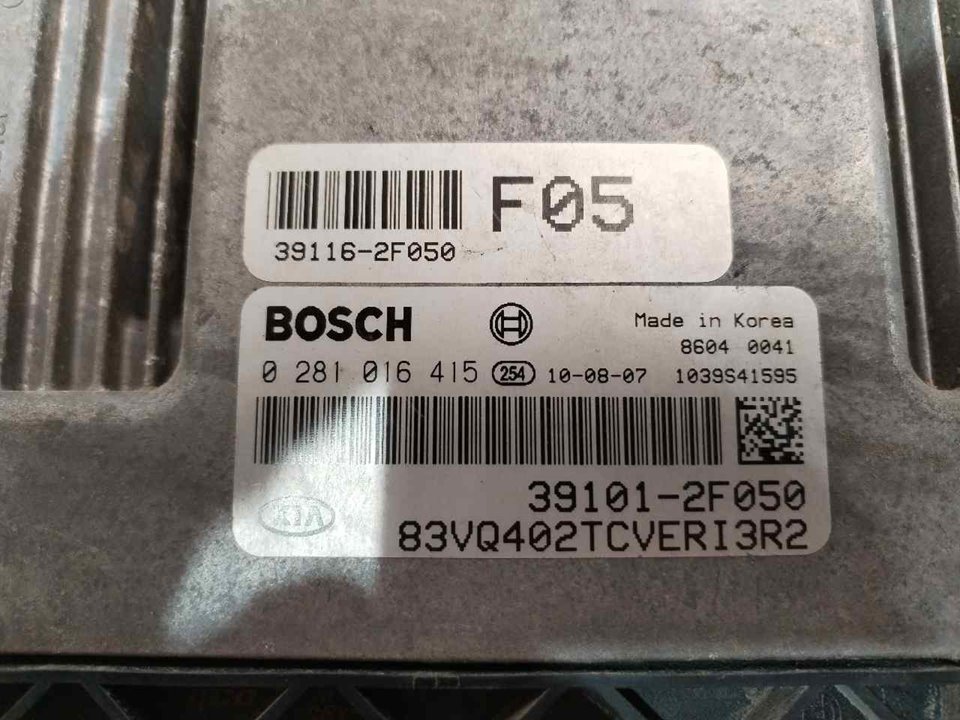 F05
39116-2F050
BOSCH
Made in Korea
8604 0041
0 281 016 415 254 10-08-07 1039S41595
39101-2F050
KIA
83VQ402TCVERI3R2